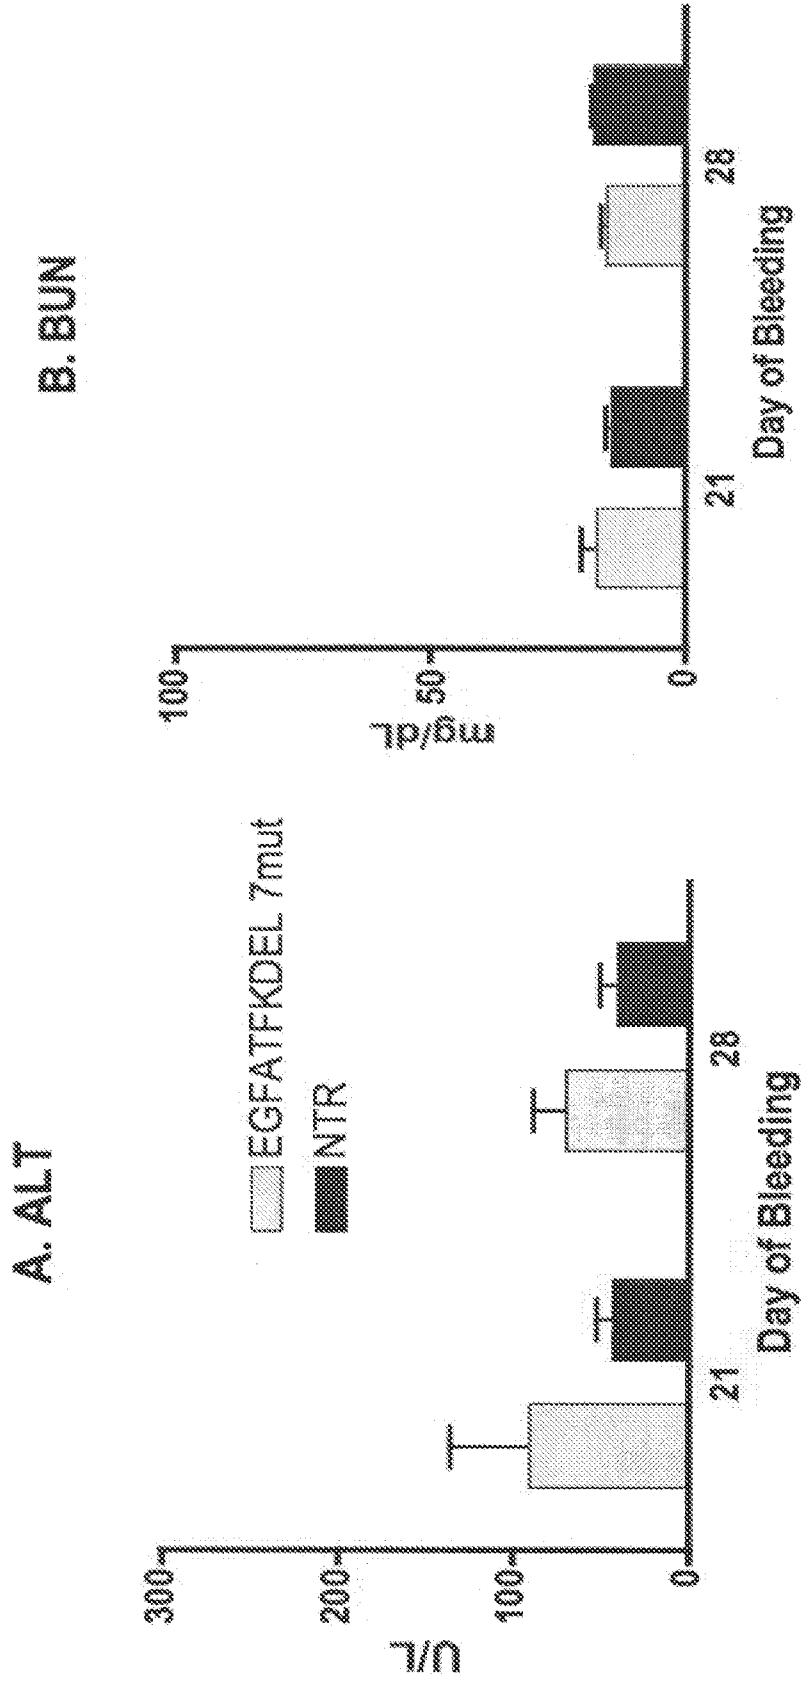 A. ALT
EGFATFKDEL 7mut
NTR
300
200
100
0
U/L
21
28
Day of Bleeding
B. BUN
100
50
0
mg/dL
21
28
Day of Bleeding